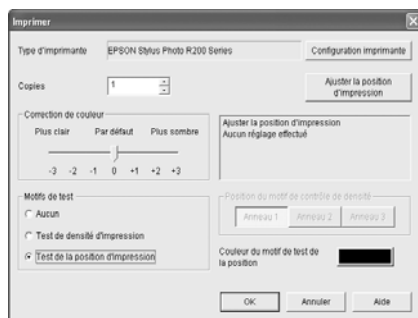 Imprimer
Type d'imprimante
EPSON Stylus Photo R200 Series
Configuration imprimante
Copies
1
Ajuster la position d'impression
Correction de couleur
Plus clair Par défaut Plus sombre
-3 -2 -1 0 +1 +2 +3
Ajuster la position d'impression
Aucun réglage effectué
Motifs de test
Aucun
Test de densité d'impression
Test de la position d'impression
Position du motif de contrôle de densité
Anneau 1 Anneau 2 Anneau 3
Couleur du motif de test de
la position
OK Annuler Aide